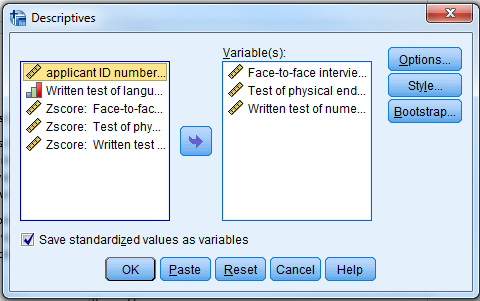 Descriptives
Variable(s):
applicant ID number...
Written test of langu...
Zscore: Face-to-fac...
Zscore: Test of phy...
Zscore: Written test ...
Face-to-face intervie...
Test of physical end...
Written test of nume...
Options...
Style...
Bootstrap...
Save standardized values as variables
OK Paste Reset Cancel Help